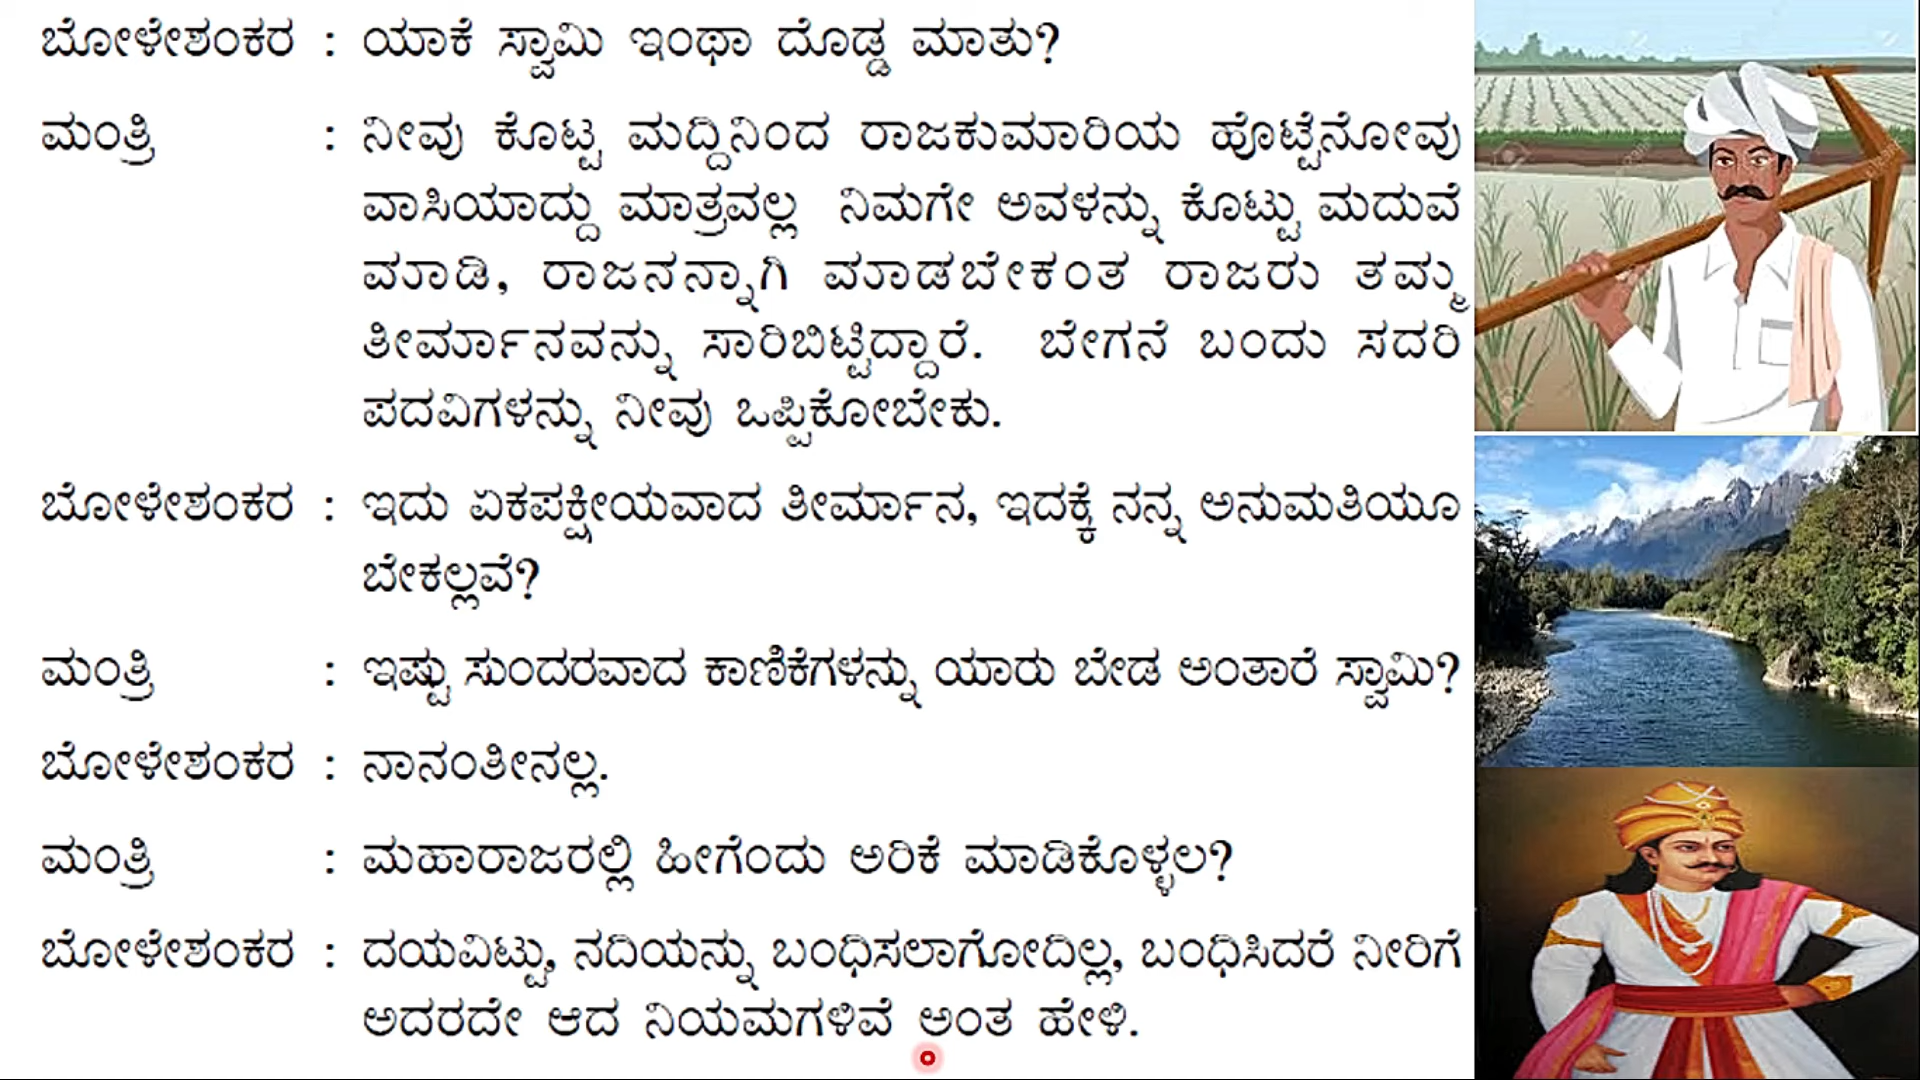 ಬೋಳೇಶಂಕರ : ಯಾಕೆ ಸ್ವಾಮಿ ಇಂಥಾ ದೊಡ್ಡ ಮಾತು?
ಮಂತ್ರಿ : ನೀವು ಕೊಟ್ಟ ಮದ್ದಿನಿಂದ ರಾಜಕುಮಾರಿಯ ಹೊಟ್ಟೆನೋವು
ವಾಸಿಯಾದ್ದು ಮಾತ್ರವಲ್ಲ ನಿಮಗೇ ಅವಳನ್ನು ಕೊಟ್ಟು ಮದುವೆ
ಮಾಡಿ, ರಾಜನನ್ನಾಗಿ ಮಾಡಬೇಕಂತ ರಾಜರು ತಮ್ಮ
ತೀರ್ಮಾನವನ್ನು ಸಾರಿಬಿಟ್ಟಿದ್ದಾರೆ. ಬೇಗನೆ ಬಂದು ಸದರಿ
ಪದವಿಗಳನ್ನು ನೀವು ಒಪ್ಪಿಕೋಬೇಕು.
ಬೋಳೇಶಂಕರ : ಇದು ಏಕಪಕ್ಷೀಯವಾದ ತೀರ್ಮಾನ, ಇದಕ್ಕೆ ನನ್ನ ಅನುಮತಿಯೂ
ಬೇಕಲ್ಲವೆ?
ಮಂತ್ರಿ : ಇಷ್ಟು ಸುಂದರವಾದ ಕಾಣಿಕೆಗಳನ್ನು ಯಾರು ಬೇಡ ಅಂತಾರೆ ಸ್ವಾಮಿ?
ಬೋಳೇಶಂಕರ : ನಾನಂತೀನಲ್ಲ.
ಮಂತ್ರಿ : ಮಹಾರಾಜರಲ್ಲಿ ಹೀಗೆಂದು ಅರಿಕೆ ಮಾಡಿಕೊಳ್ಳಲ?
ಬೋಳೇಶಂಕರ : ದಯವಿಟ್ಟು, ನದಿಯನ್ನು ಬಂಧಿಸಲಾಗೋದಿಲ್ಲ, ಬಂಧಿಸಿದರೆ ನೀರಿಗೆ
ಅದರದೇ ಆದ ನಿಯಮಗಳಿವೆ ಅಂತ ಹೇಳಿ.